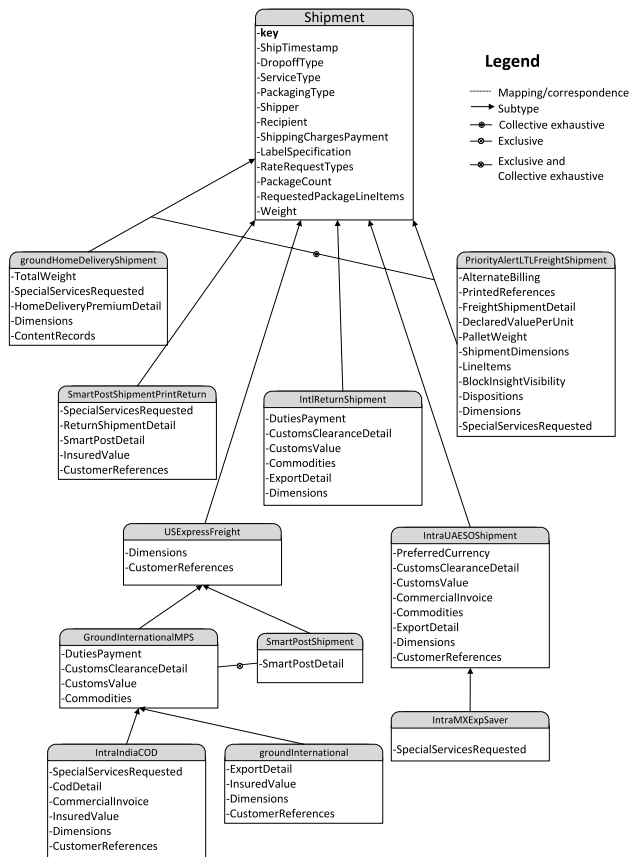 Shipment
-key
-ShipTimestamp
-DropoffType
-ServiceType
-PackagingType
-Shipper
-Recipient
-ShippingChargesPayment
-LabelSpecification
-RateRequestTypes
-PackageCount
-RequestedPackageLineItems
-Weight
Legend
Mapping/correspondence
Subtype
Collective exhaustive
Exclusive
Exclusive and
Collective exhaustive
groundHomeDeliveryShipment
-TotalWeight
-SpecialServicesRequested
-HomeDeliveryPremiumDetail
-Dimensions
-ContentRecords
PriorityAlertLTLFreightShipment
-AlternateBilling
-PrintedReferences
-FreightShipmentDetail
-DeclaredValuePerUnit
-PalletWeight
-ShipmentDimensions
-LineItems
-BlockInsightVisibility
-Dispositions
-Dimensions
-SpecialServicesRequested
SmartPostShipmentPrintReturn
-SpecialServicesRequested
-ReturnShipmentDetail
-SmartPostDetail
-InsuredValue
-CustomerReferences
IntlReturnShipment
-DutiesPayment
-CustomsClearanceDetail
-CustomsValue
-Commodities
-ExportDetail
-Dimensions
USExpressFreight
-Dimensions
-CustomerReferences
IntraUAESOShipment
-PreferredCurrency
-CustomsClearanceDetail
-CustomsValue
-CommercialInvoice
-Commodities
-ExportDetail
-Dimensions
-CustomerReferences
GroundInternationalMPS
-DutiesPayment
-CustomsClearanceDetail
-CustomsValue
-Commodities
SmartPostShipment
-SmartPostDetail
IntraMXExpSaver
-SpecialServicesRequested
IntraIndiaCOD
-SpecialServicesRequested
-CodDetail
-CommercialInvoice
-InsuredValue
-Dimensions
-CustomerReferences
groundInternational
-ExportDetail
-InsuredValue
-Dimensions
-CustomerReferences